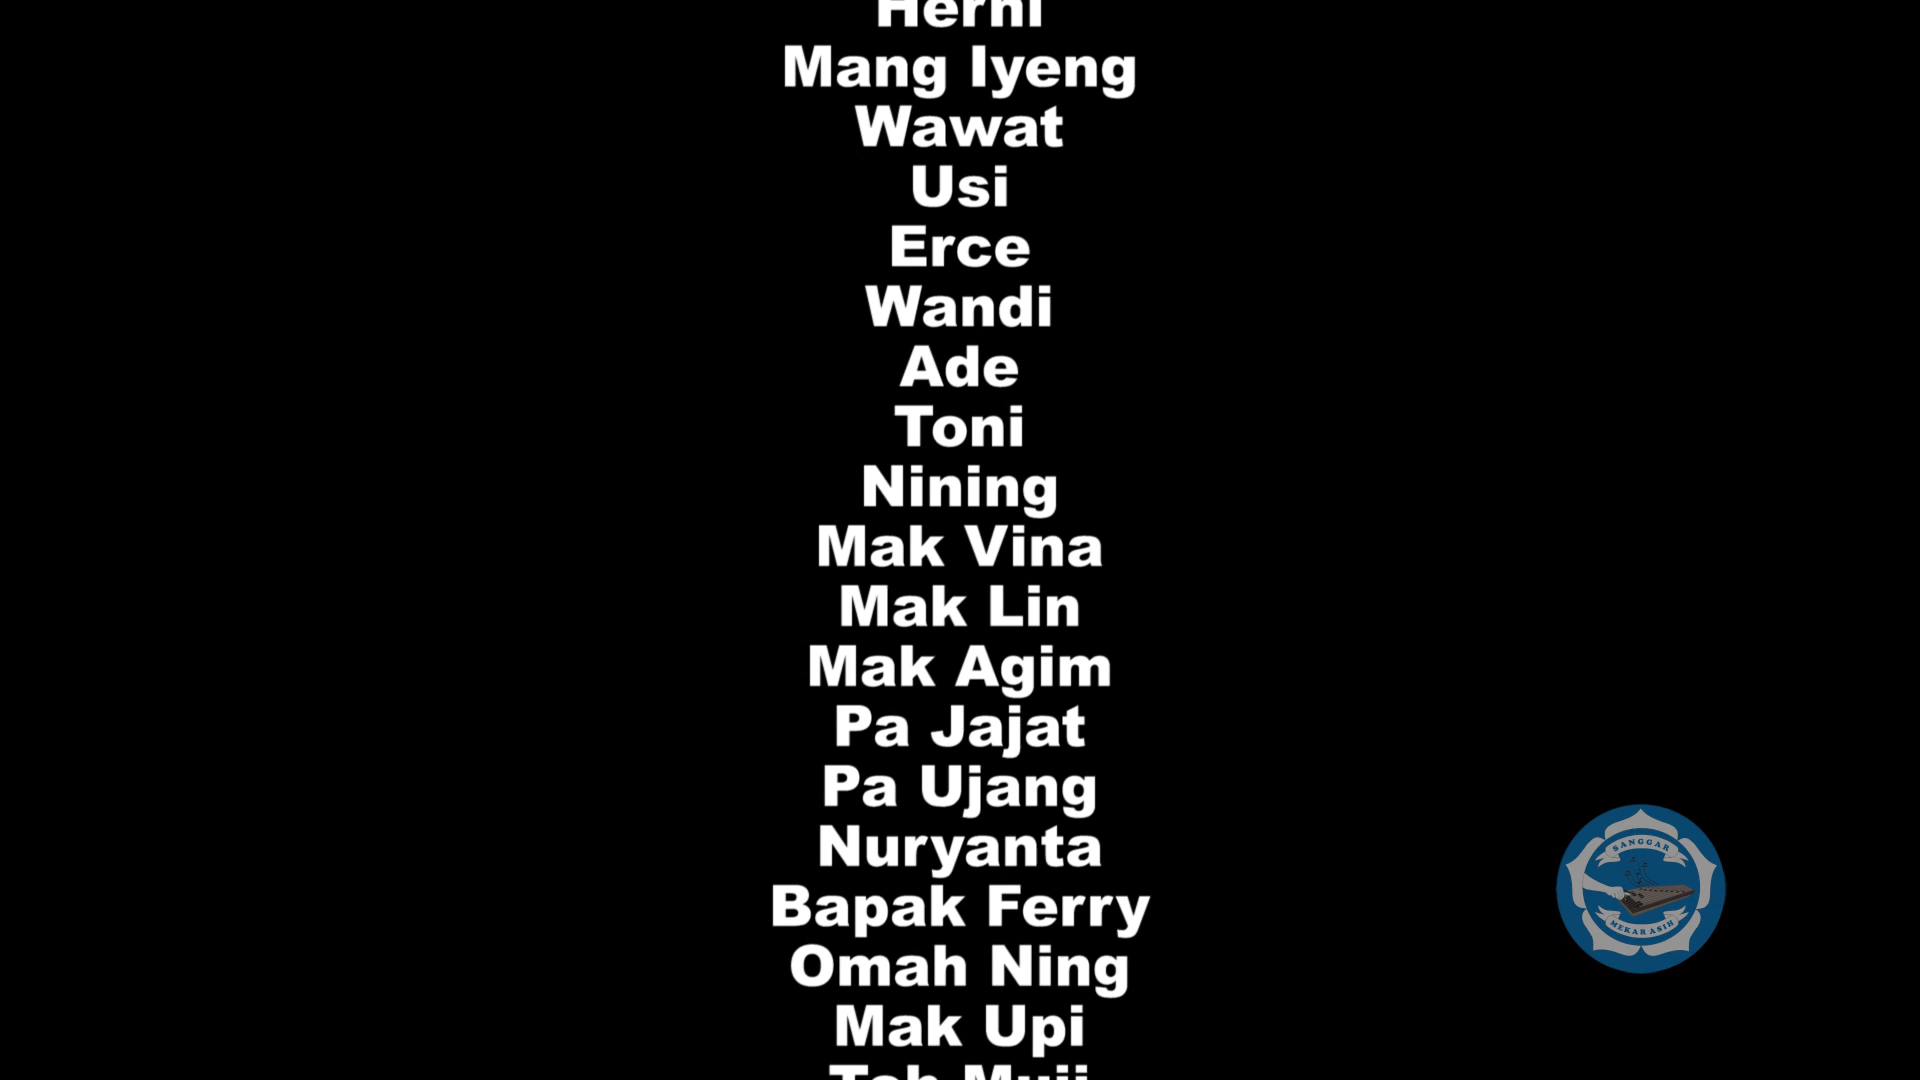 Herni
Mang Iyeng
Wawat
Usi
Erce
Wandi
Ade
Toni
Nining
Mak Vina
Mak Lin
Mak Agim
Pa Jajat
Pa Ujang
Nuryanta
Bapak Ferry
Omah Ning
Mak Upi
SANGGAR
MEKAR ASIH